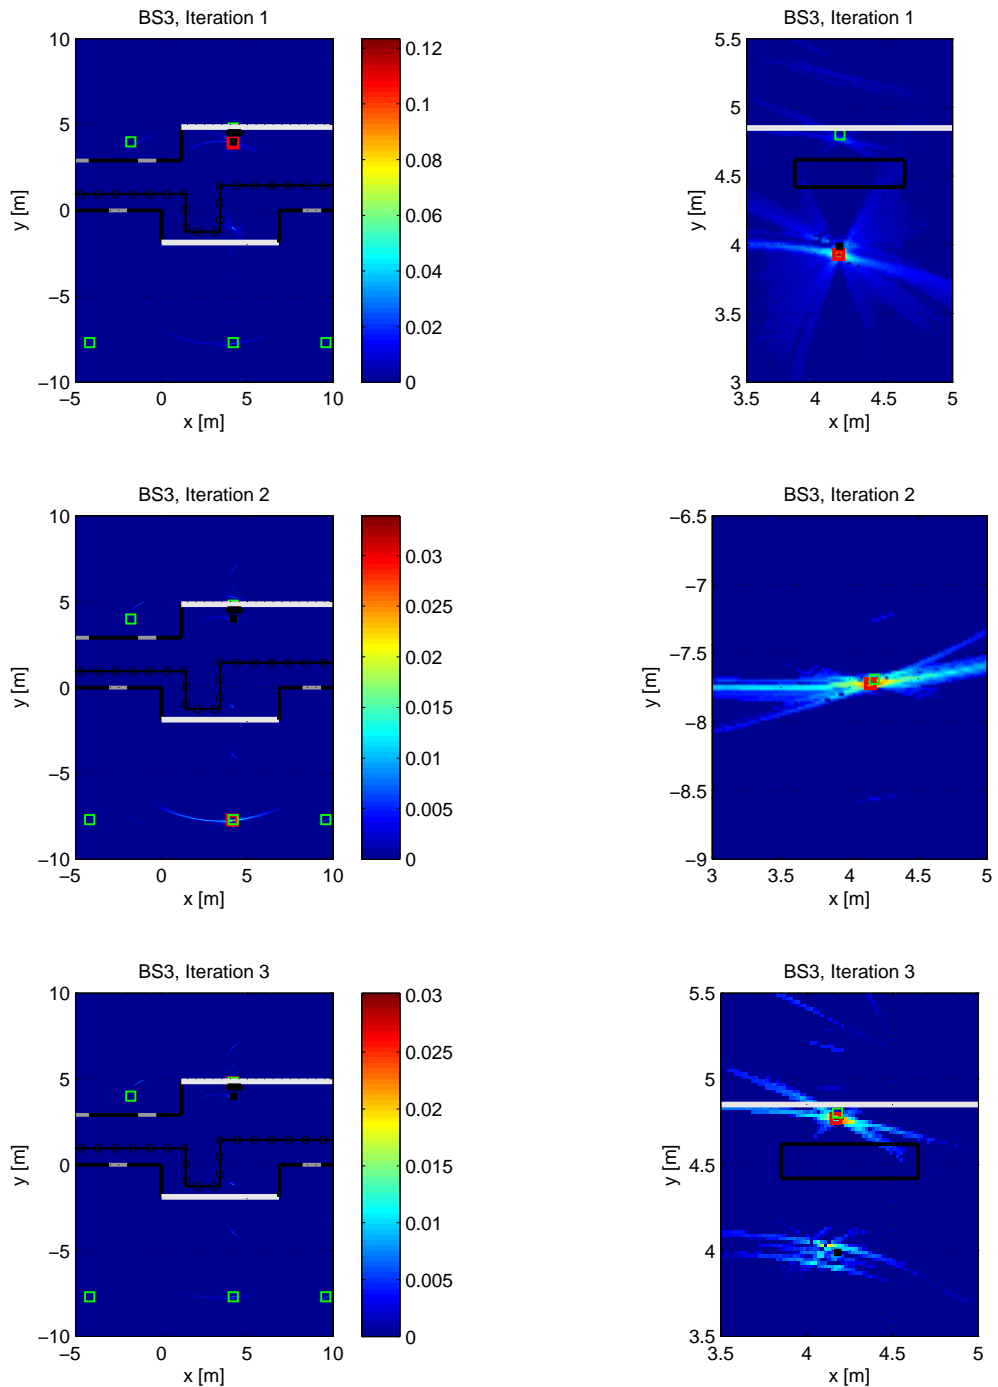 BS3, Iteration 1
10
5
0
−5
−10
y [m]
−5 0 5 10
x [m]
0.12
0.1
0.08
0.06
0.04
0.02
0
BS3, Iteration 1
5.5
5
4.5
4
3.5
3
y [m]
3.5 4 4.5 5
x [m]
BS3, Iteration 2
10
5
0
−5
−10
y [m]
−5 0 5 10
x [m]
0.03
0.025
0.02
0.015
0.01
0.005
0
BS3, Iteration 2
−6.5
−7
−7.5
−8
−8.5
−9
y [m]
3 3.5 4 4.5 5
x [m]
BS3, Iteration 3
10
5
0
−5
−10
y [m]
−5 0 5 10
x [m]
0.03
0.025
0.02
0.015
0.01
0.005
0
BS3, Iteration 3
5.5
5
4.5
4
3.5
y [m]
3.5 4 4.5 5
x [m]